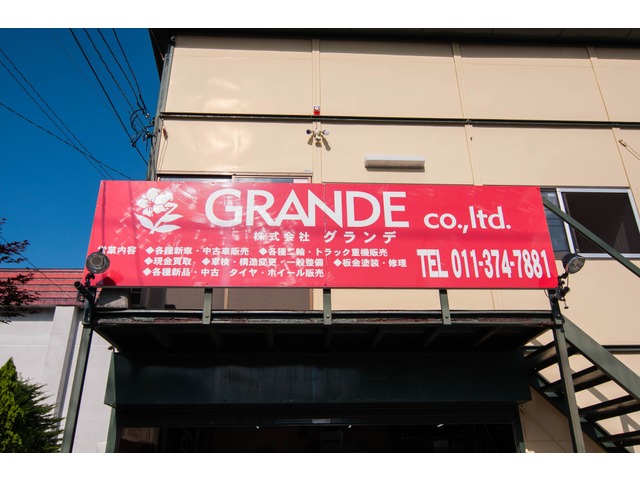 GRANDE co.,ltd.
株式会社 グランデ
営業内容 ◆各種新車・中古車販売 ◆各種二輪・トラック重機販売
◆現金買取 ◆車検・構造変更・一般整備 ◆板金塗装・修理
◆各種新品・中古 タイヤ・ホイール販売
TEL 011-374-7881